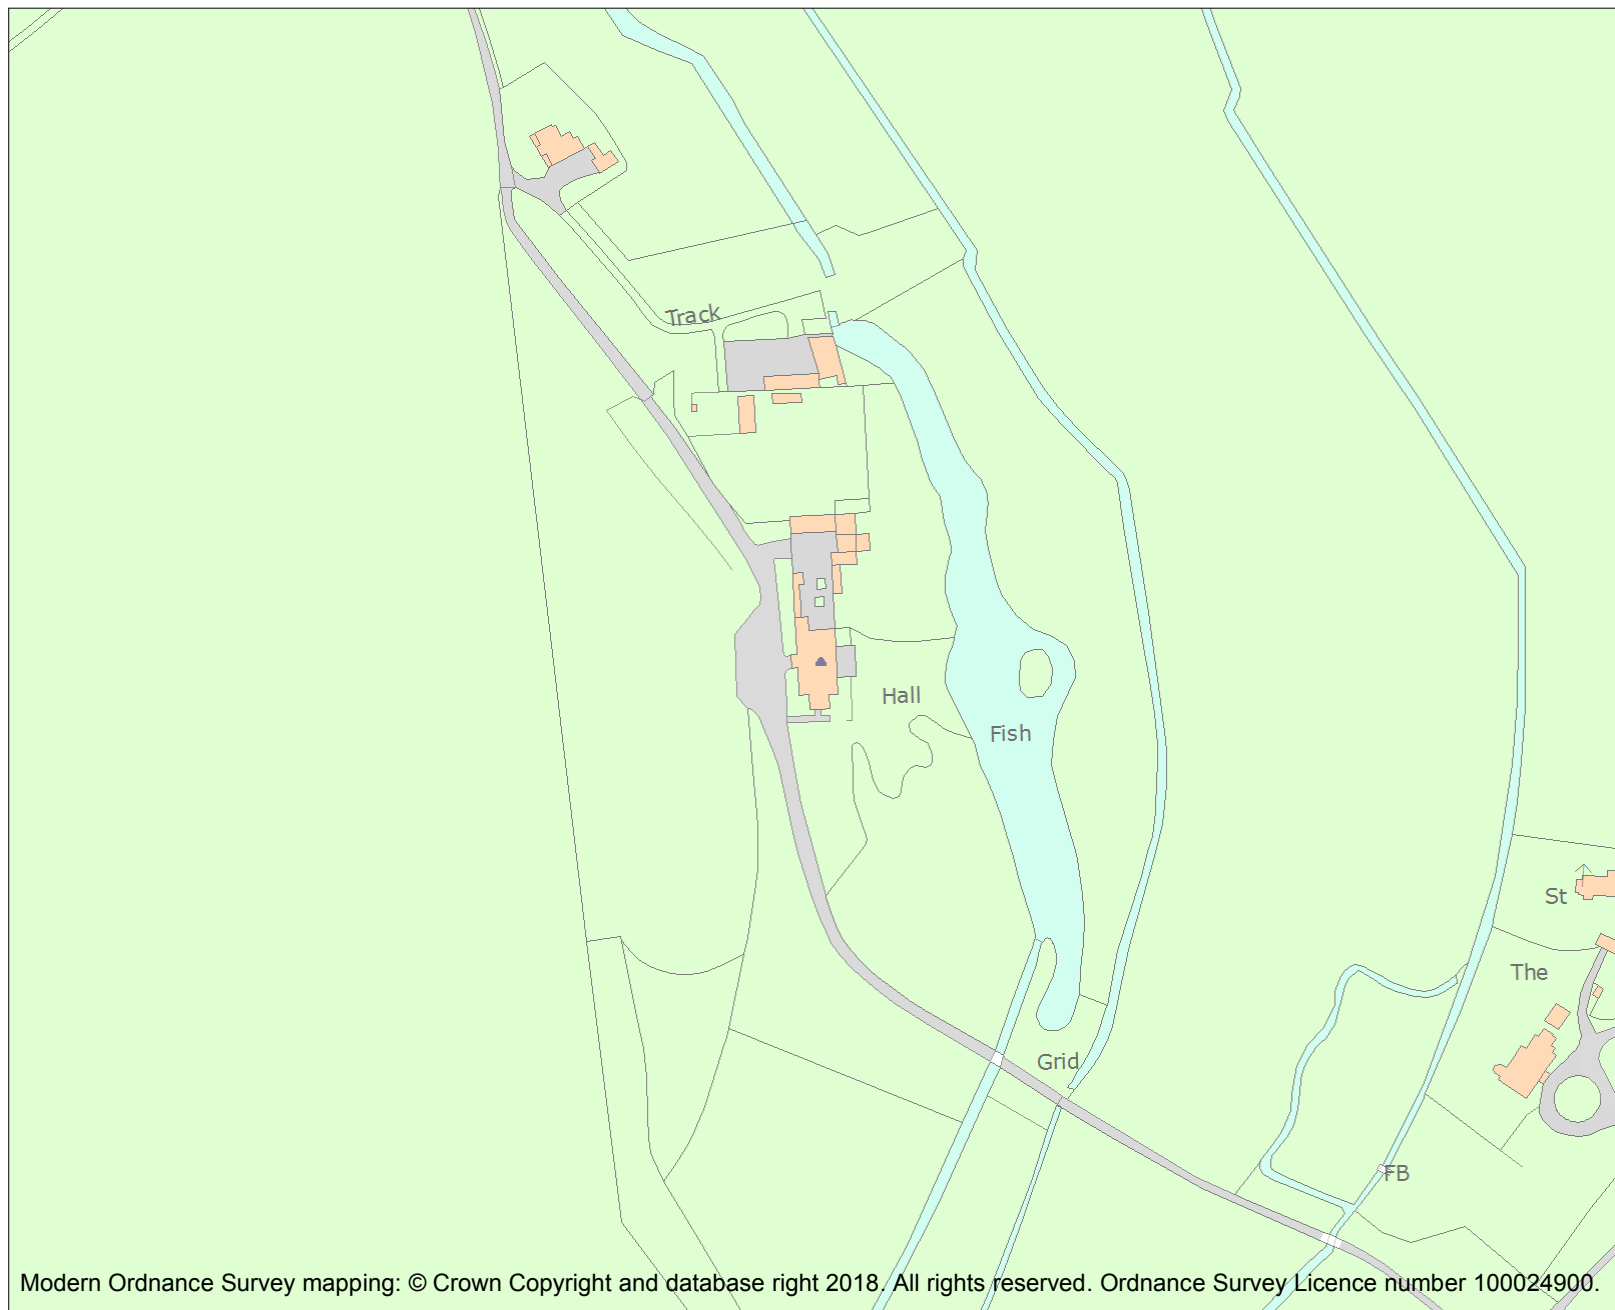 Track
Hall
Fish
St
The
Grid
FB
Modern Ordnance Survey mapping: © Crown Copyright and database right 2018. All rights reserved. Ordnance Survey Licence number 100024900.